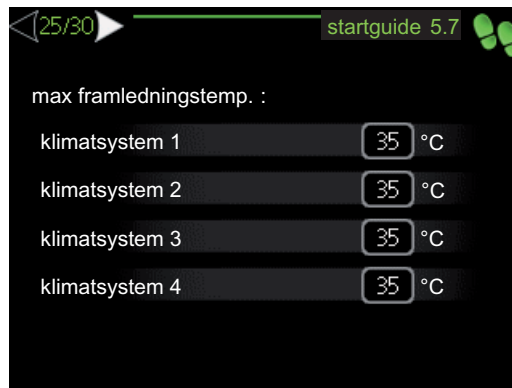 25/30
startguide 5.7
max framledningstemp. :
klimatsystem 1 35 °C
klimatsystem 2 35 °C
klimatsystem 3 35 °C
klimatsystem 4 35 °C